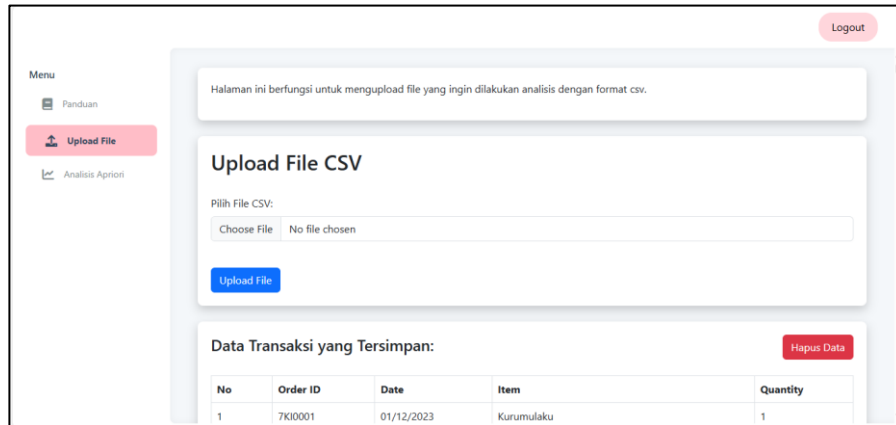 Logout
Menu
Panduan
Upload File
Analisis Apriori
Halaman ini berfungsi untuk mengupload file yang ingin dilakukan analisis dengan format csv.
Upload File CSV
Pilih File CSV:
Choose File No file chosen
Upload File
Data Transaksi yang Tersimpan:
Hapus Data
No Order ID Date Item Quantity
1 7KI0001 01/12/2023 Kurumulaku 1